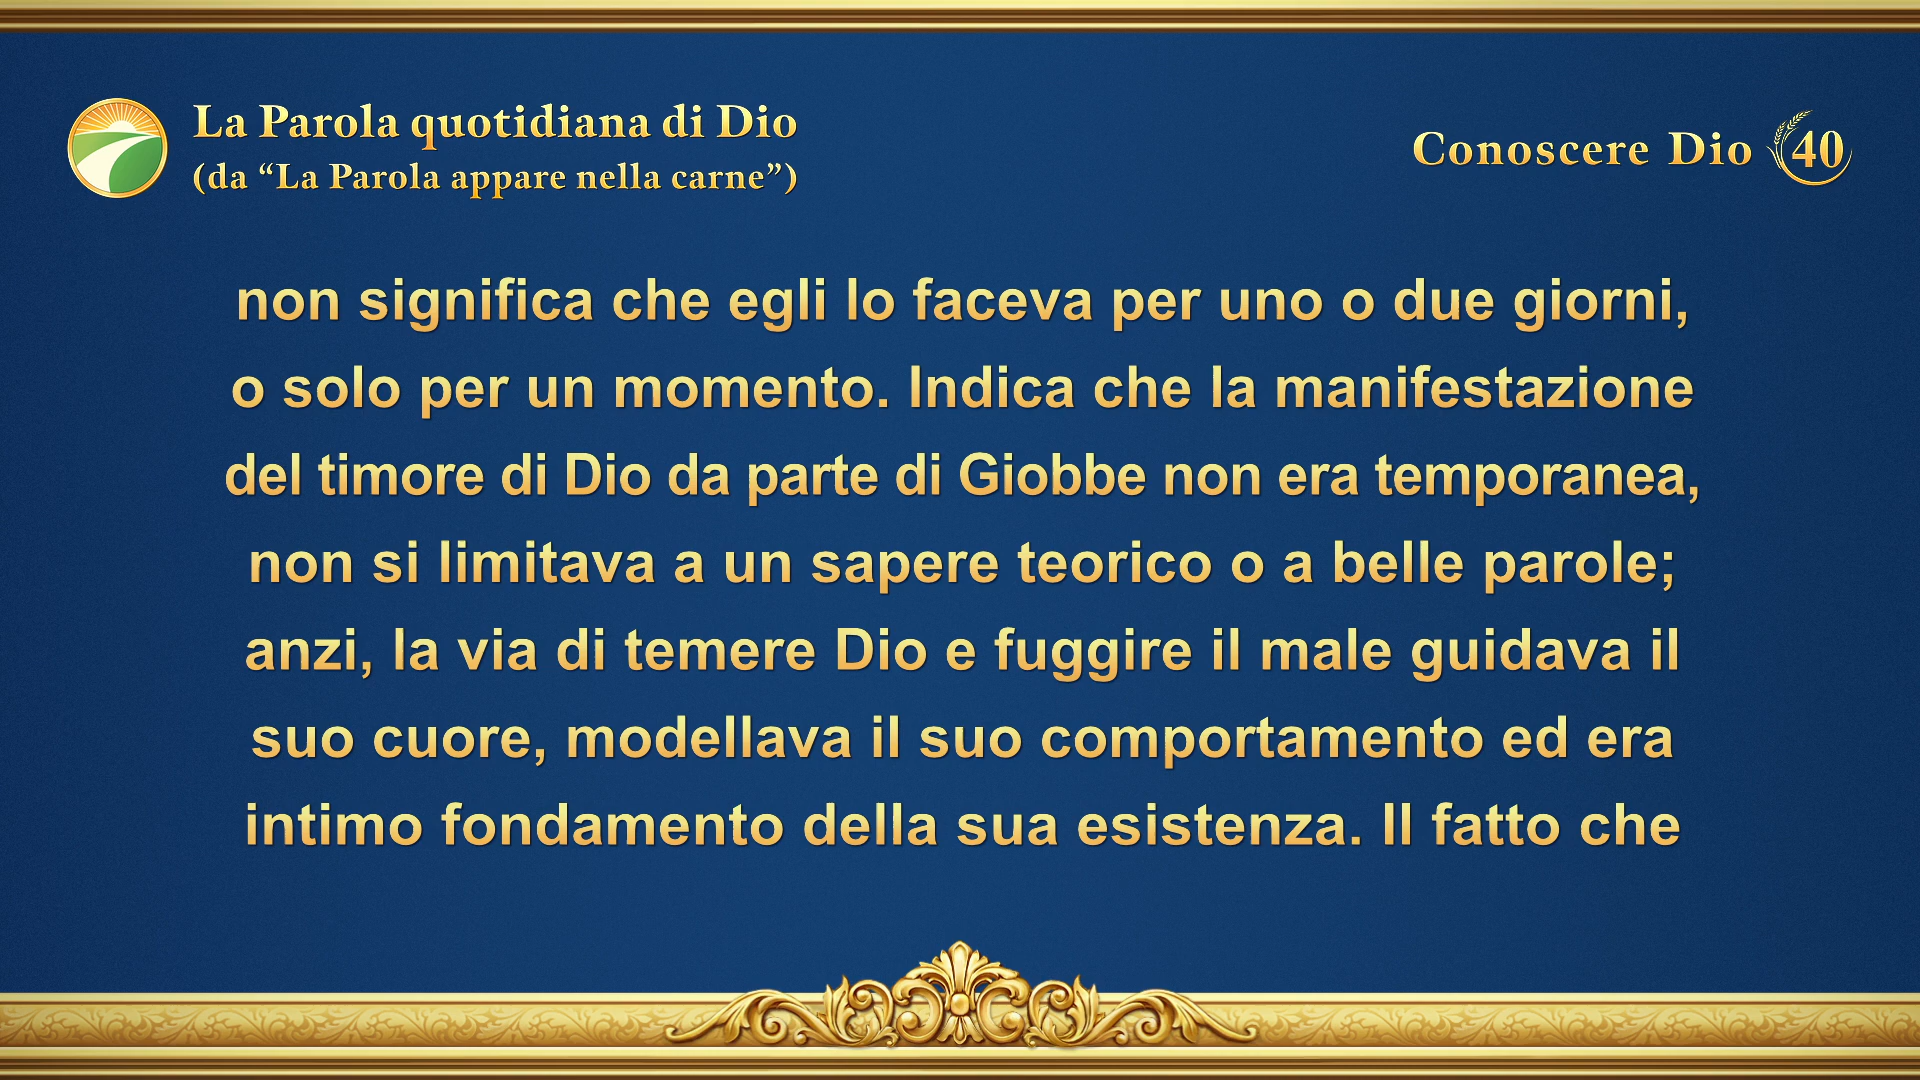 La Parola quotidiana di Dio
(da “La Parola appare nella carne”)
Conoscere Dio 40
non significa che egli lo faceva per uno o due giorni,
o solo per un momento. Indica che la manifestazione
del timore di Dio da parte di Giobbe non era temporanea,
non si limitava a un sapere teorico o a belle parole;
anzi, la via di temere Dio e fuggire il male guidava il
suo cuore, modellava il suo comportamento ed era
intimo fondamento della sua esistenza. Il fatto che